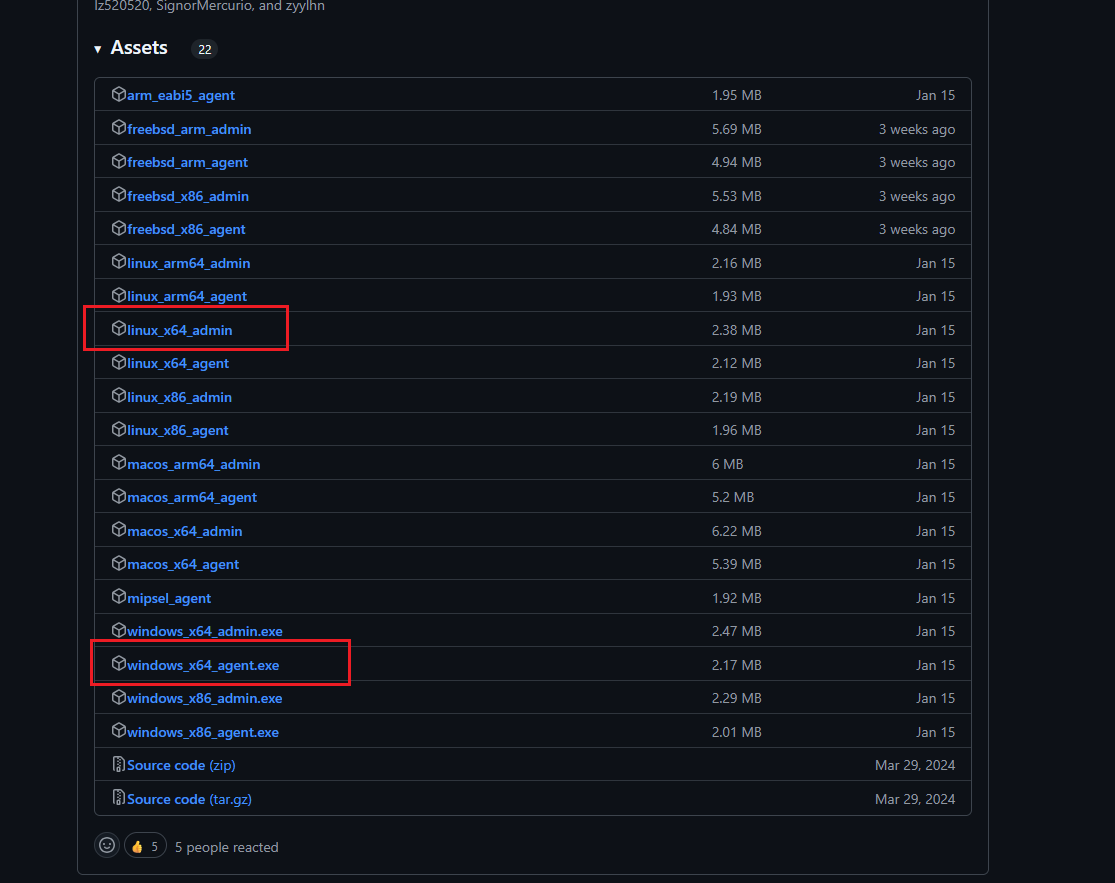 lz520520, SignorMercurio, and zyylhn
Assets 22
arm_eabi5_agent 1.95 MB Jan 15
freebsd_arm_admin 5.69 MB 3 weeks ago
freebsd_arm_agent 4.94 MB 3 weeks ago
freebsd_x86_admin 5.53 MB 3 weeks ago
freebsd_x86_agent 4.84 MB 3 weeks ago
linux_arm64_admin 2.16 MB Jan 15
linux_arm64_agent 1.93 MB Jan 15
linux_x64_admin 2.38 MB Jan 15
linux_x64_agent 2.12 MB Jan 15
linux_x86_admin 2.19 MB Jan 15
linux_x86_agent 1.96 MB Jan 15
macos_arm64_admin 6 MB Jan 15
macos_arm64_agent 5.2 MB Jan 15
macos_x64_admin 6.22 MB Jan 15
macos_x64_agent 5.39 MB Jan 15
mipsel_agent 1.92 MB Jan 15
windows_x64_admin.exe 2.47 MB Jan 15
windows_x64_agent.exe 2.17 MB Jan 15
windows_x86_admin.exe 2.29 MB Jan 15
windows_x86_agent.exe 2.01 MB Jan 15
Source code (zip) Mar 29, 2024
Source code (tar.gz) Mar 29, 2024
5 5 people reacted